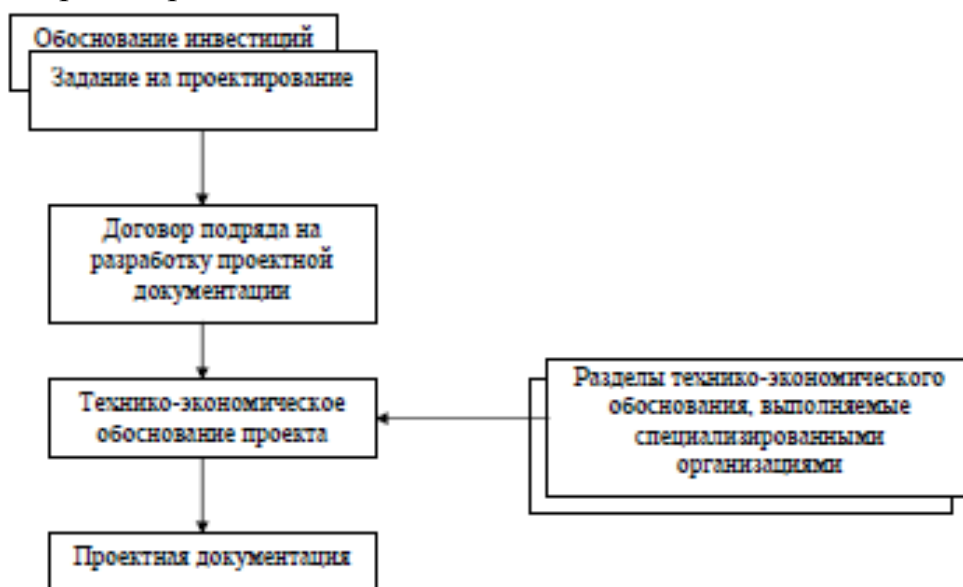 Обоснование инвестиций
Задание на проектирование
Договор подряда на
разработку проектной
документации
Технико-экономическое
обоснование проекта
Разделы технико-экономического
обоснования, выполняемые
специализированными
организациями
Проектная документация